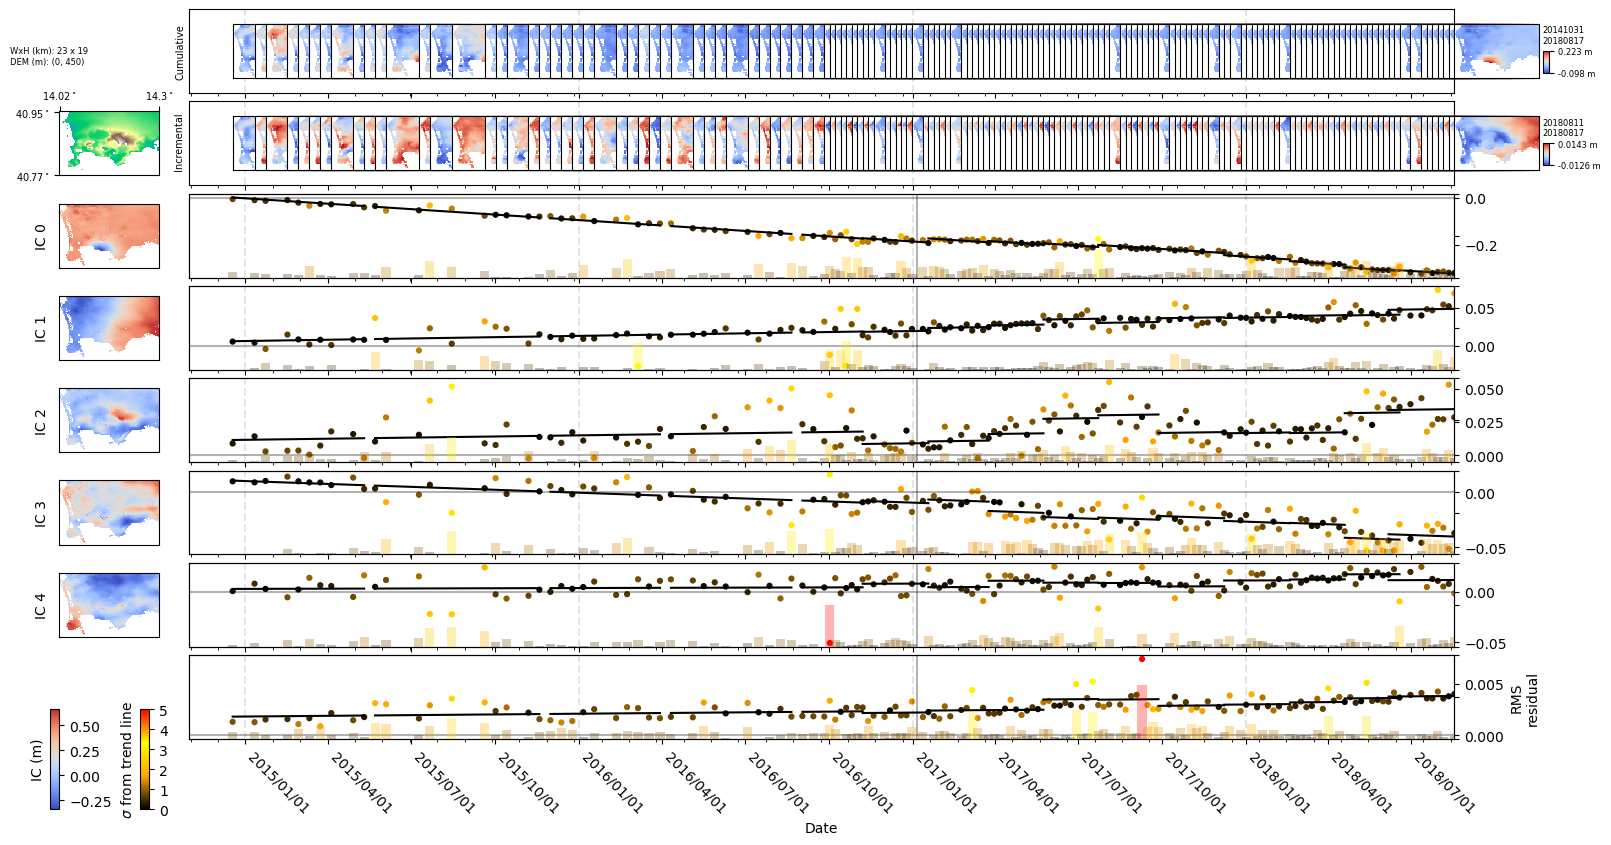 WxH (km): 23 x 19
DEM (m): (0, 450)
Cumulative
20141031
20180817
0.223 m
-0.098 m
14.02°
14.3°
40.95°
40.77°
Incremental
20180811
20180817
0.0143 m
-0.0126 m
IC 0
0.0
−0.2
IC 1
0.05
0.00
IC 2
0.050
0.025
0.000
IC 3
0.00
−0.05
IC 4
0.00
−0.05
0.005
0.000
RMS
residual
IC (m)
0.50
0.25
0.00
−0.25
σ from trend line
5
4
3
2
1
0
2015/01/01
2015/04/01
2015/07/01
2015/10/01
2016/01/01
2016/04/01
2016/07/01
2016/10/01
2017/01/01
2017/04/01
2017/07/01
2017/10/01
2018/01/01
2018/04/01
2018/07/01
Date